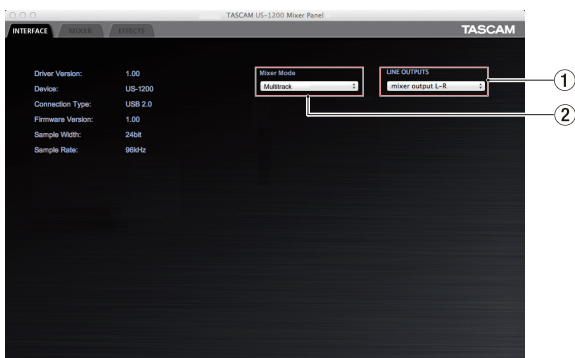 TASCAM US-1200 Mixer Panel
INTERFACE MIXER EFFECTS TASCAM
Driver Version: 1.00
Device: US-1200
Connection Type: USB 2.0
Firmware Version: 1.00
Sample Width: 24bit
Sample Rate: 96kHz
Mixer Mode
Multitrack
LINE OUTPUTS
mixer output L-R
1
2